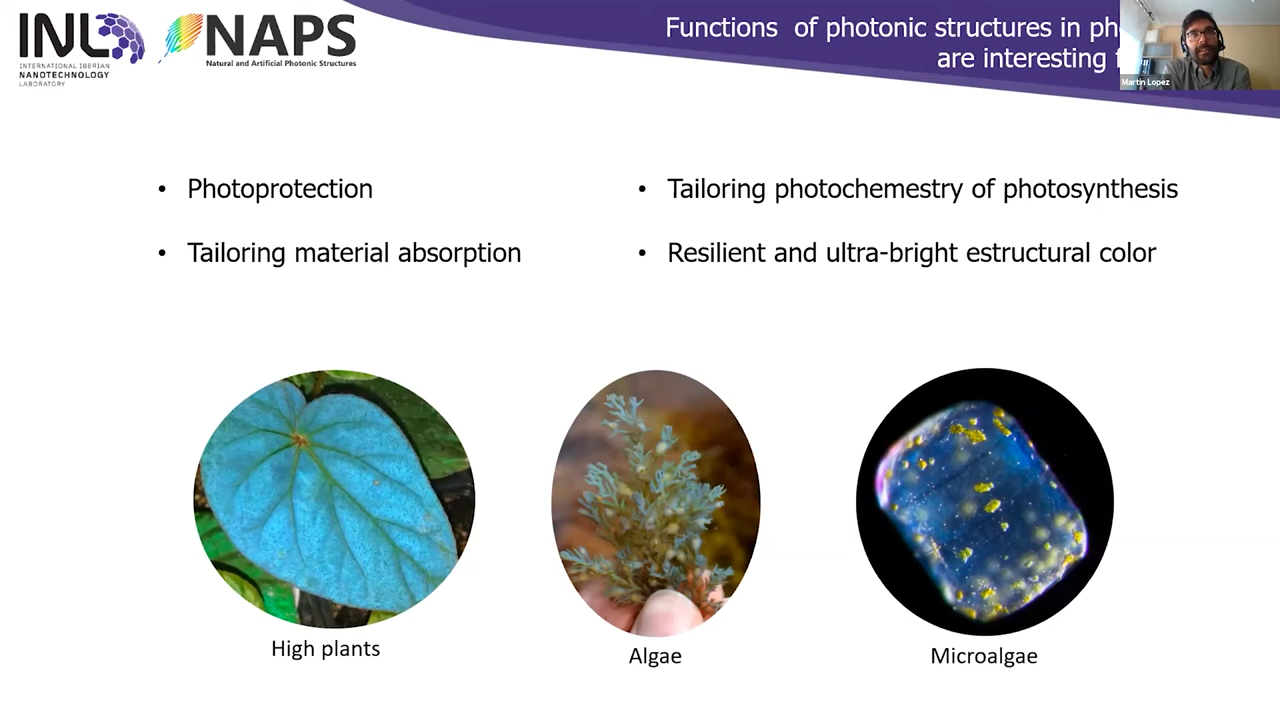 INL
INTERNATIONAL IBERIAN
NANOTECHNOLOGY
LABORATORY
NAPS
Natural and Artificial Photonic Structures
Functions of photonic structures in
are interesting
Martin Lopez
• Photoprotection
• Tailoring material absorption
• Tailoring photochemestry of photosynthesis
• Resilient and ultra-bright estructural color
High plants
Algae
Microalgae